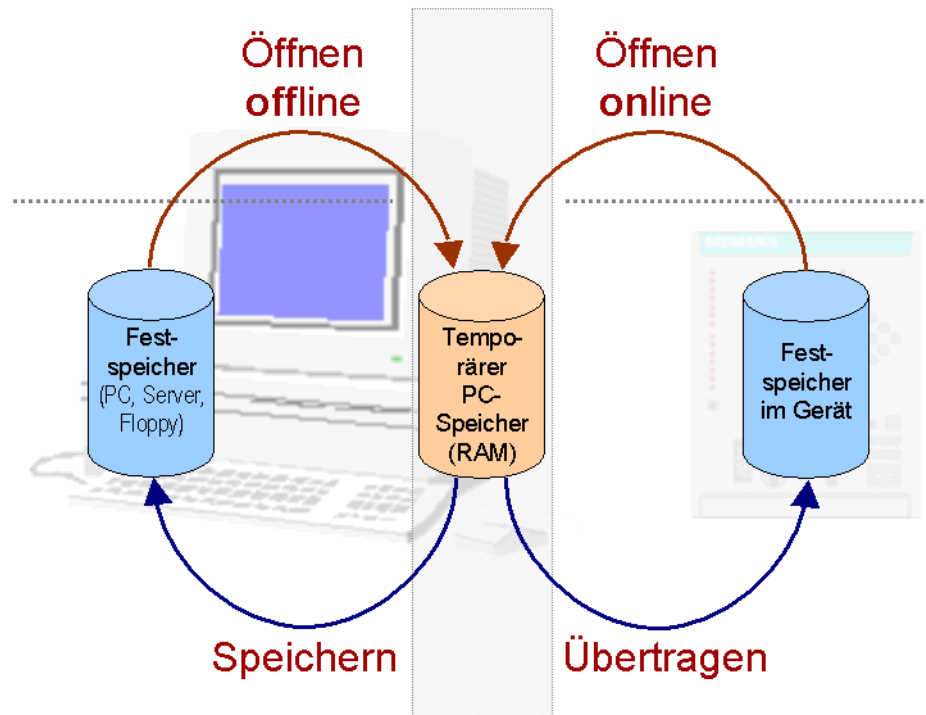 Öffnen
offline
Öffnen
online
SIEMENS
Fest-
speicher
(PC, Server,
Floppy)
Tempo-
rärer
PC-
Speicher
(RAM)
Fest-
speicher
im Gerät
Speichern
Übertragen